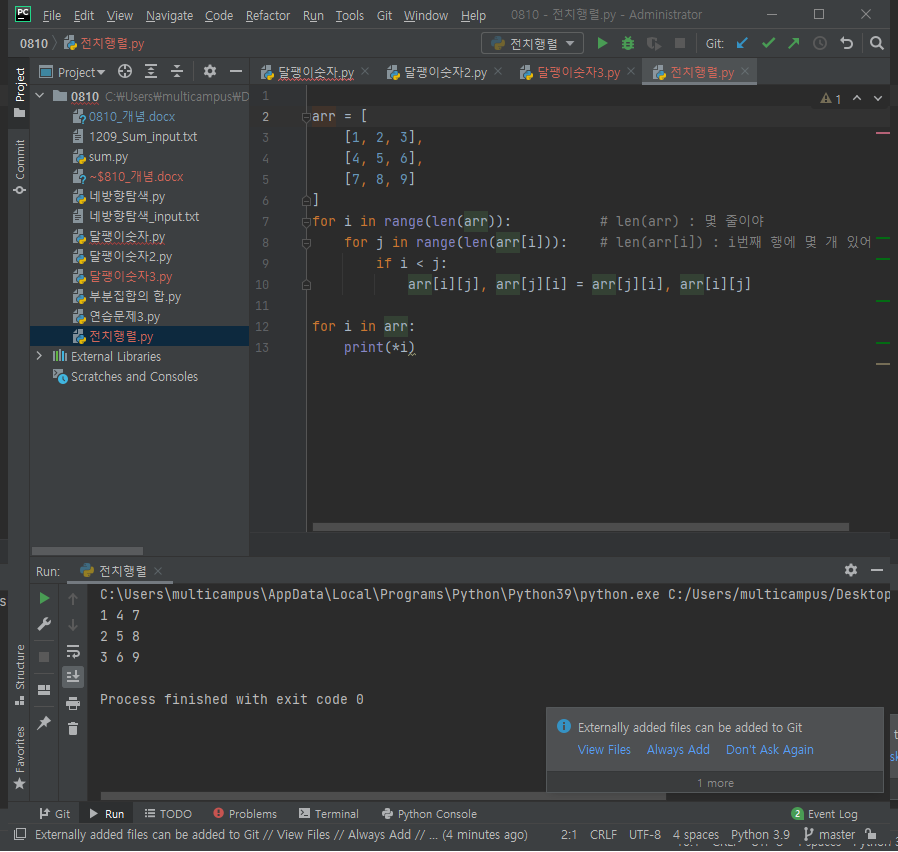 PC File Edit View Navigate Code Refactor Run Tools Git Window Help 0810 - 전치행렬.py - Administrator
0810 전치행렬.py 전치행렬 Git:
Project 달팽이숫자.py 달팽이숫자2.py 달팽이숫자3.py 전치행렬.py
Project
Commit
Structure
Favorites
0810 C:₩Users₩multicampus₩D
0810_개념.docx
1209_Sum_input.txt
sum.py
~$810_개념.docx
네방향탐색.py
네방향탐색_input.txt
달팽이숫자.py
달팽이숫자2.py
달팽이숫자3.py
부분집합의 합.py
연습문제3.py
전치행렬.py
External Libraries
Scratches and Consoles
1
1
2 arr = [
3 [1, 2, 3],
4 [4, 5, 6],
5 [7, 8, 9]
6 ]
7 for i in range(len(arr)): # len(arr) : 몇 줄이야
8 for j in range(len(arr[i])): # len(arr[i]) : i번째 행에 몇 개 있어
9 if i < j:
10 arr[i][j], arr[j][i] = arr[j][i], arr[i][j]
11
12 for i in arr:
13 print(*i)
Run: 전치행렬
C:\Users\multicampus\AppData\Local\Programs\Python\Python39\python.exe C:/Users/multicampus/Desktop
1 4 7
2 5 8
3 6 9
Process finished with exit code 0
Externally added files can be added to Git
View Files Always Add Don't Ask Again
1 more
Git Run TODO Problems Terminal Python Console 2 Event Log
Externally added files can be added to Git // View Files // Always Add // ... (4 minutes ago) 2:1 CRLF UTF-8 4 spaces Python 3.9 master